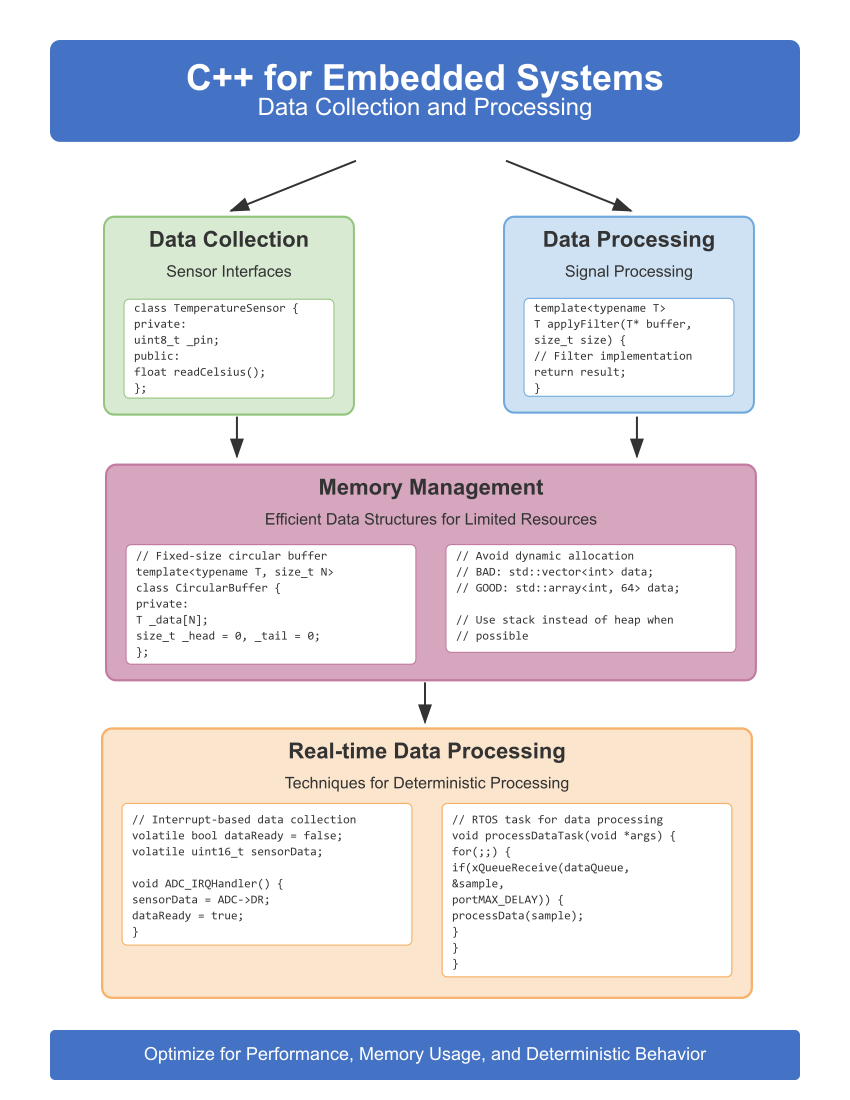 C++ for Embedded Systems
Data Collection and Processing
Data Collection
Sensor Interfaces
class TemperatureSensor {
private:
uint8_t _pin;
public:
float readCelsius();
};
Data Processing
Signal Processing
template<typename T>
T applyFilter(T* buffer,
size_t size) {
// Filter implementation
return result;
}
Memory Management
Efficient Data Structures for Limited Resources
// Fixed-size circular buffer
template<typename T, size_t N>
class CircularBuffer {
private:
T _data[N];
size_t _head = 0, _tail = 0;
};
// Avoid dynamic allocation
// BAD: std::vector<int> data;
// GOOD: std::array<int, 64> data;

// Use stack instead of heap when
// possible
Real-time Data Processing
Techniques for Deterministic Processing
// Interrupt-based data collection
volatile bool dataReady = false;
volatile uint16_t sensorData;

void ADC_IRQHandler() {
sensorData = ADC->DR;
dataReady = true;
}
// RTOS task for data processing
void processDataTask(void *args) {
for(;;) {
if(xQueueReceive(dataQueue,
&sample,
portMAX_DELAY)) {
processData(sample);
}
}
}
Optimize for Performance, Memory Usage, and Deterministic Behavior